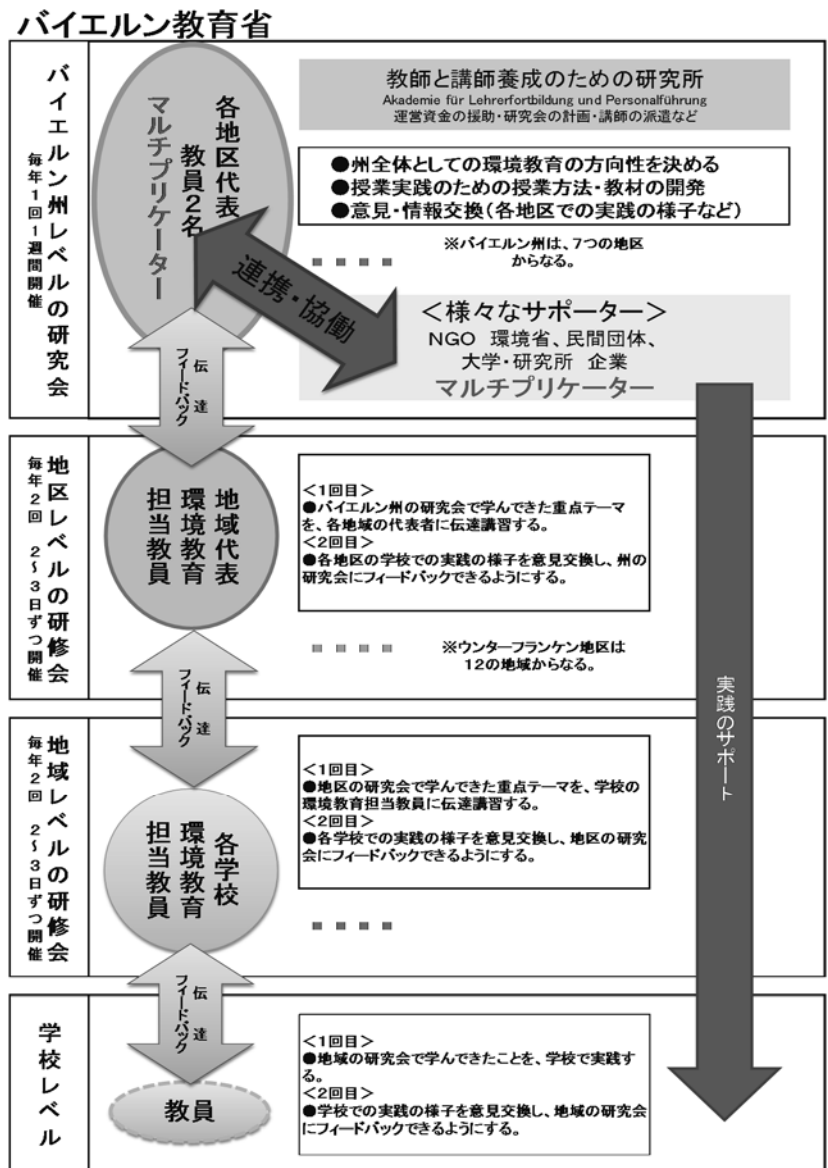 バイエルン教育省
バイエルン州レベルの研究会
毎年1回1週間開催
各地区代表
教員2名
マルチプリケーター
教師と講師養成のための研究所
Akademie für Lehrerfortbildung und Personalführung
運営資金の援助・研究会の計画・講師の派遣など
●州全体としての環境教育の方向性を決める
●授業実践のための授業方法・教材の開発
●意見・情報交換（各地区での実践の様子など）
※バイエルン州は、7つの地区
からなる。
連携・協働
＜様々なサポーター＞
NGO 環境省、民間団体、
大学・研究所 企業
マルチプリケーター
伝達
フィードバック
地区レベルの研修会
毎年2回 2～3日ずつ開催
地域代表
環境教育
担当教員
＜1回目＞
●バイエルン州の研究会で学んできた重点テーマ
を、各地域の代表者に伝達講習する。
＜2回目＞
●各地区の学校での実践の様子を意見交換し、州の
研究会にフィードバックできるようにする。
※ウンターフランケン地区は
12の地域からなる。
伝達
フィードバック
実践のサポート
地域レベルの研修会
毎年2回 2～3日ずつ開催
各学校
環境教育
担当教員
＜1回目＞
●地区の研究会で学んできた重点テーマを、学校の
環境教育担当教員に伝達講習する。
＜2回目＞
●各学校での実践の様子を意見交換し、地区の研究
会にフィードバックできるようにする。
伝達
フィードバック
学校レベル
教員
＜1回目＞
●地域の研究会で学んできたことを、学校で実践す
る。
＜2回目＞
●学校での実践の様子を意見交換し、地域の研究会
にフィードバックできるようにする。